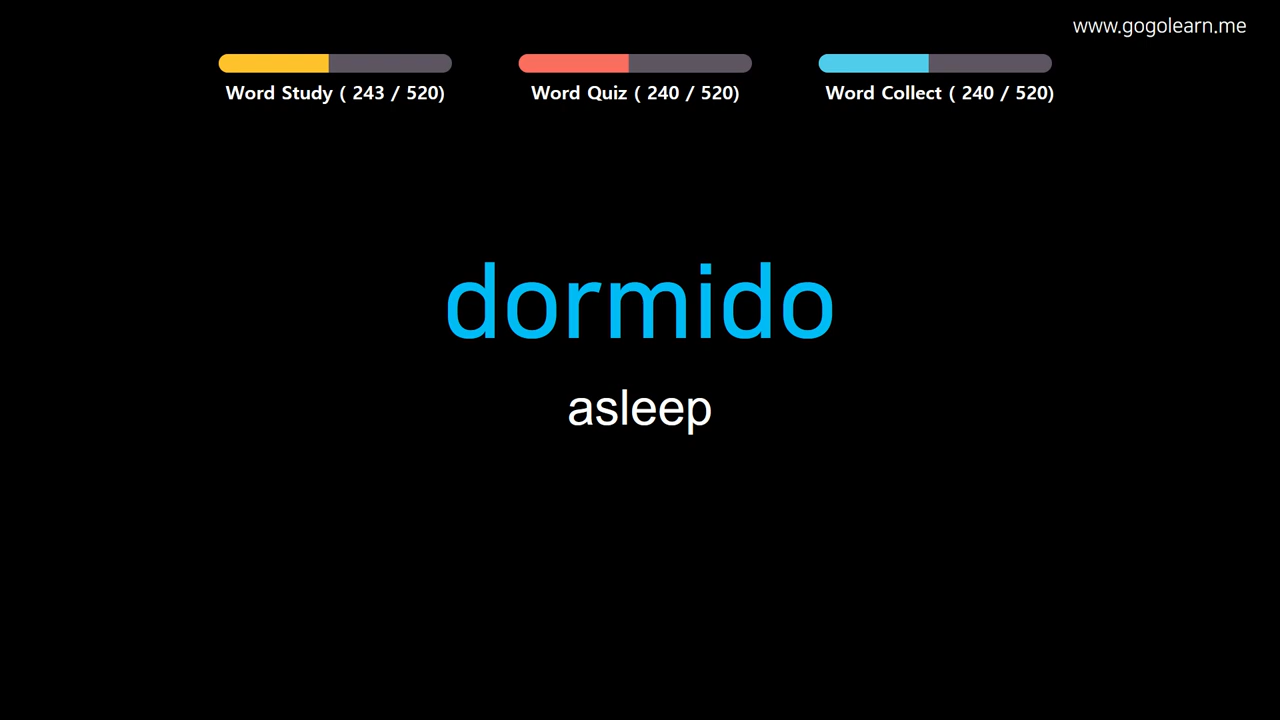 www.gogolearn.me
Word Study ( 243 / 520)
Word Quiz ( 240 / 520)
Word Collect ( 240 / 520)
dormido
asleep